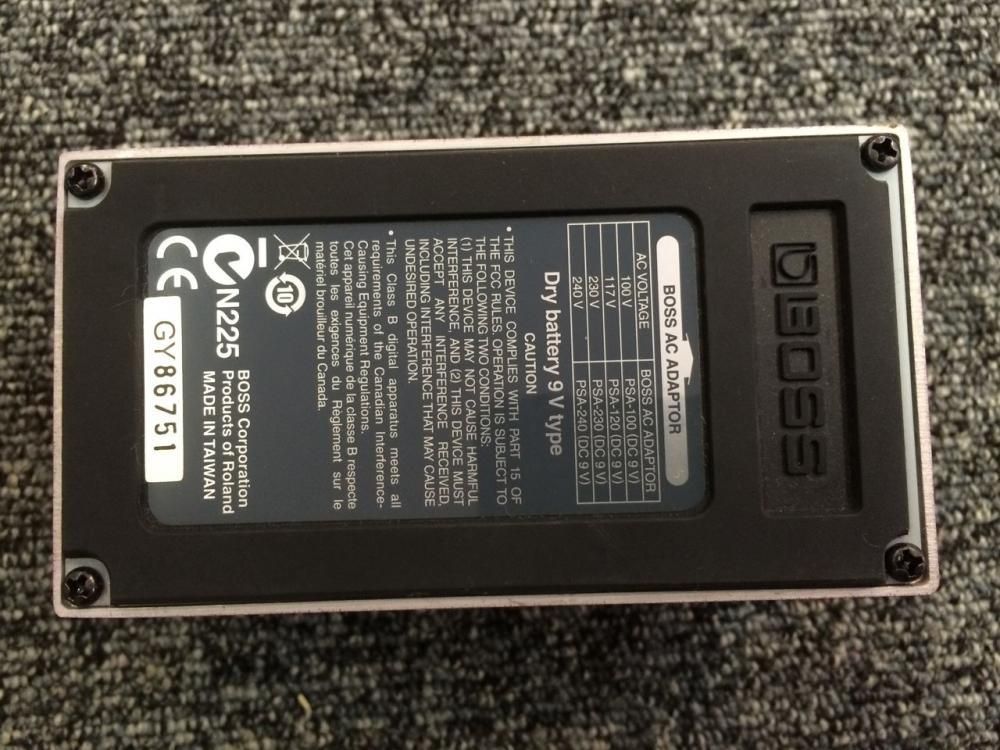 BOSS
BOSS AC ADAPTOR
AC VOLTAGE BOSS AC ADAPTOR
100 V PSA-100 (DC 9 V)
117 V PSA-120 (DC 9 V)
230 V PSA-230 (DC 9 V)
240 V PSA-240 (DC 9 V)
Dry battery 9 V type
CAUTION
• THIS DEVICE COMPLIES WITH PART 15 OF
THE FCC RULES. OPERATION IS SUBJECT TO
THE FOLLOWING TWO CONDITIONS:
(1) THIS DEVICE MAY NOT CAUSE HARMFUL
INTERFERENCE, AND (2) THIS DEVICE MUST
ACCEPT ANY INTERFERENCE RECEIVED,
INCLUDING INTERFERENCE THAT MAY CAUSE
UNDESIRED OPERATION.
• This Class B digital apparatus meets all
requirements of the Canadian Interference-
Causing Equipment Regulations.
Cet appareil numérique de la classe B respecte
toutes les exigences du Règlement sur le
matériel brouilleur du Canada.
10
N225
CE
BOSS Corporation
Products of Roland
MADE IN TAIWAN
GY86751